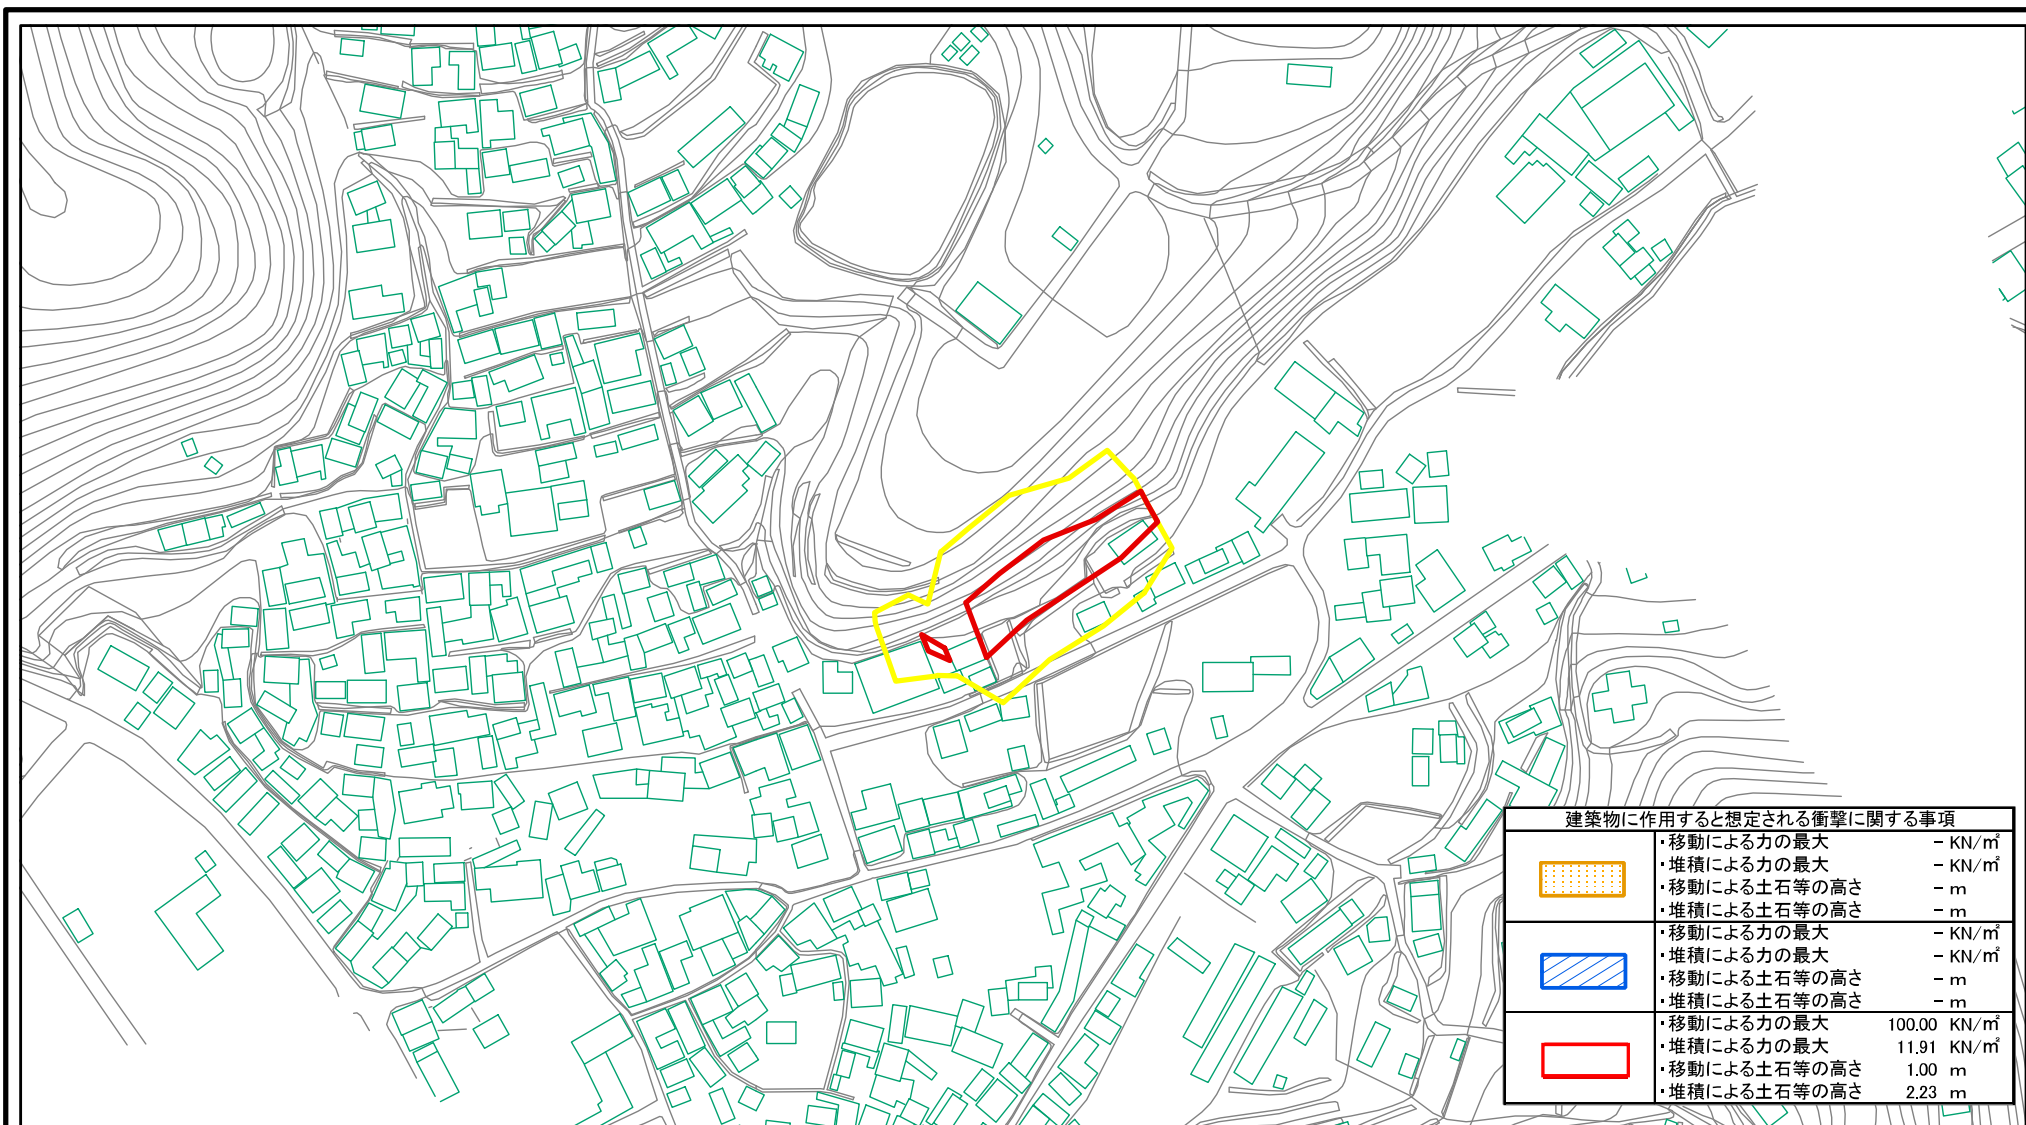 建築物に作用すると想定される衝撃に関する事項
・移動による力の最大 － KN/㎡
・堆積による力の最大 － KN/㎡
・移動による土石等の高さ － m
・堆積による土石等の高さ － m
・移動による力の最大 － KN/㎡
・堆積による力の最大 － KN/㎡
・移動による土石等の高さ － m
・堆積による土石等の高さ － m
・移動による力の最大 100.00 KN/㎡
・堆積による力の最大 11.91 KN/㎡
・移動による土石等の高さ 1.00 m
・堆積による土石等の高さ 2.23 m